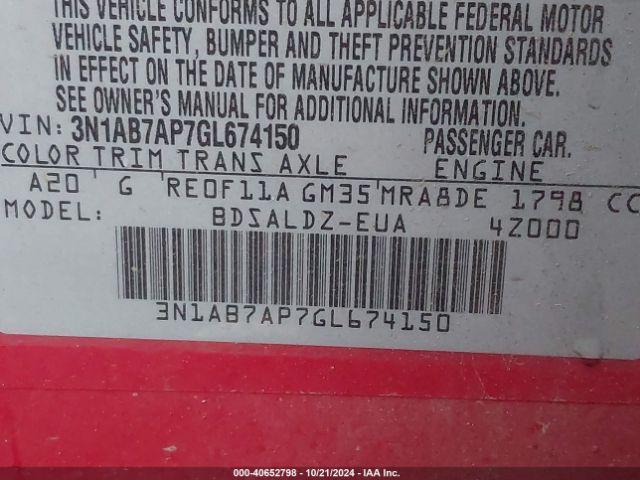 THIS VEHICLE CONFORMS TO ALL APPLICABLE FEDERAL MOTOR
VEHICLE SAFETY, BUMPER AND THEFT PREVENTION STANDARDS
IN EFFECT ON THE DATE OF MANUFACTURE SHOWN ABOVE.
SEE OWNER'S MANUAL FOR ADDITIONAL INFORMATION.
VIN: 3N1AB7AP7GL674150 PASSENGER CAR.
COLOR TRIM TRANS AXLE ENGINE
A20 G RE0F11A GM35 MRA8DE 1798 CC
MODEL: BDSALDZ-EUA 4Z000
3N1AB7AP7GL674150
000-40652798 - 10/21/2024 - IAA Inc.